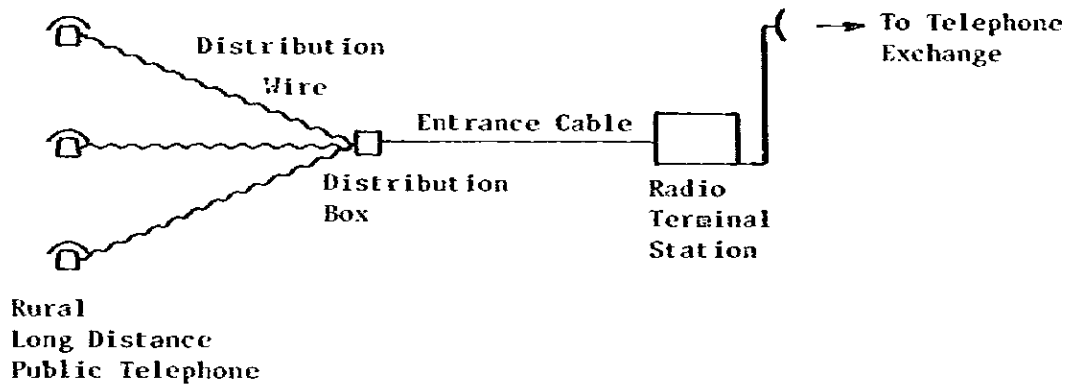 To Telephone
Exchange
Distribution
Wire
Entrance Cable
Distribution
Box
Radio
Terminal
Station
Rural
Long Distance
Public Telephone